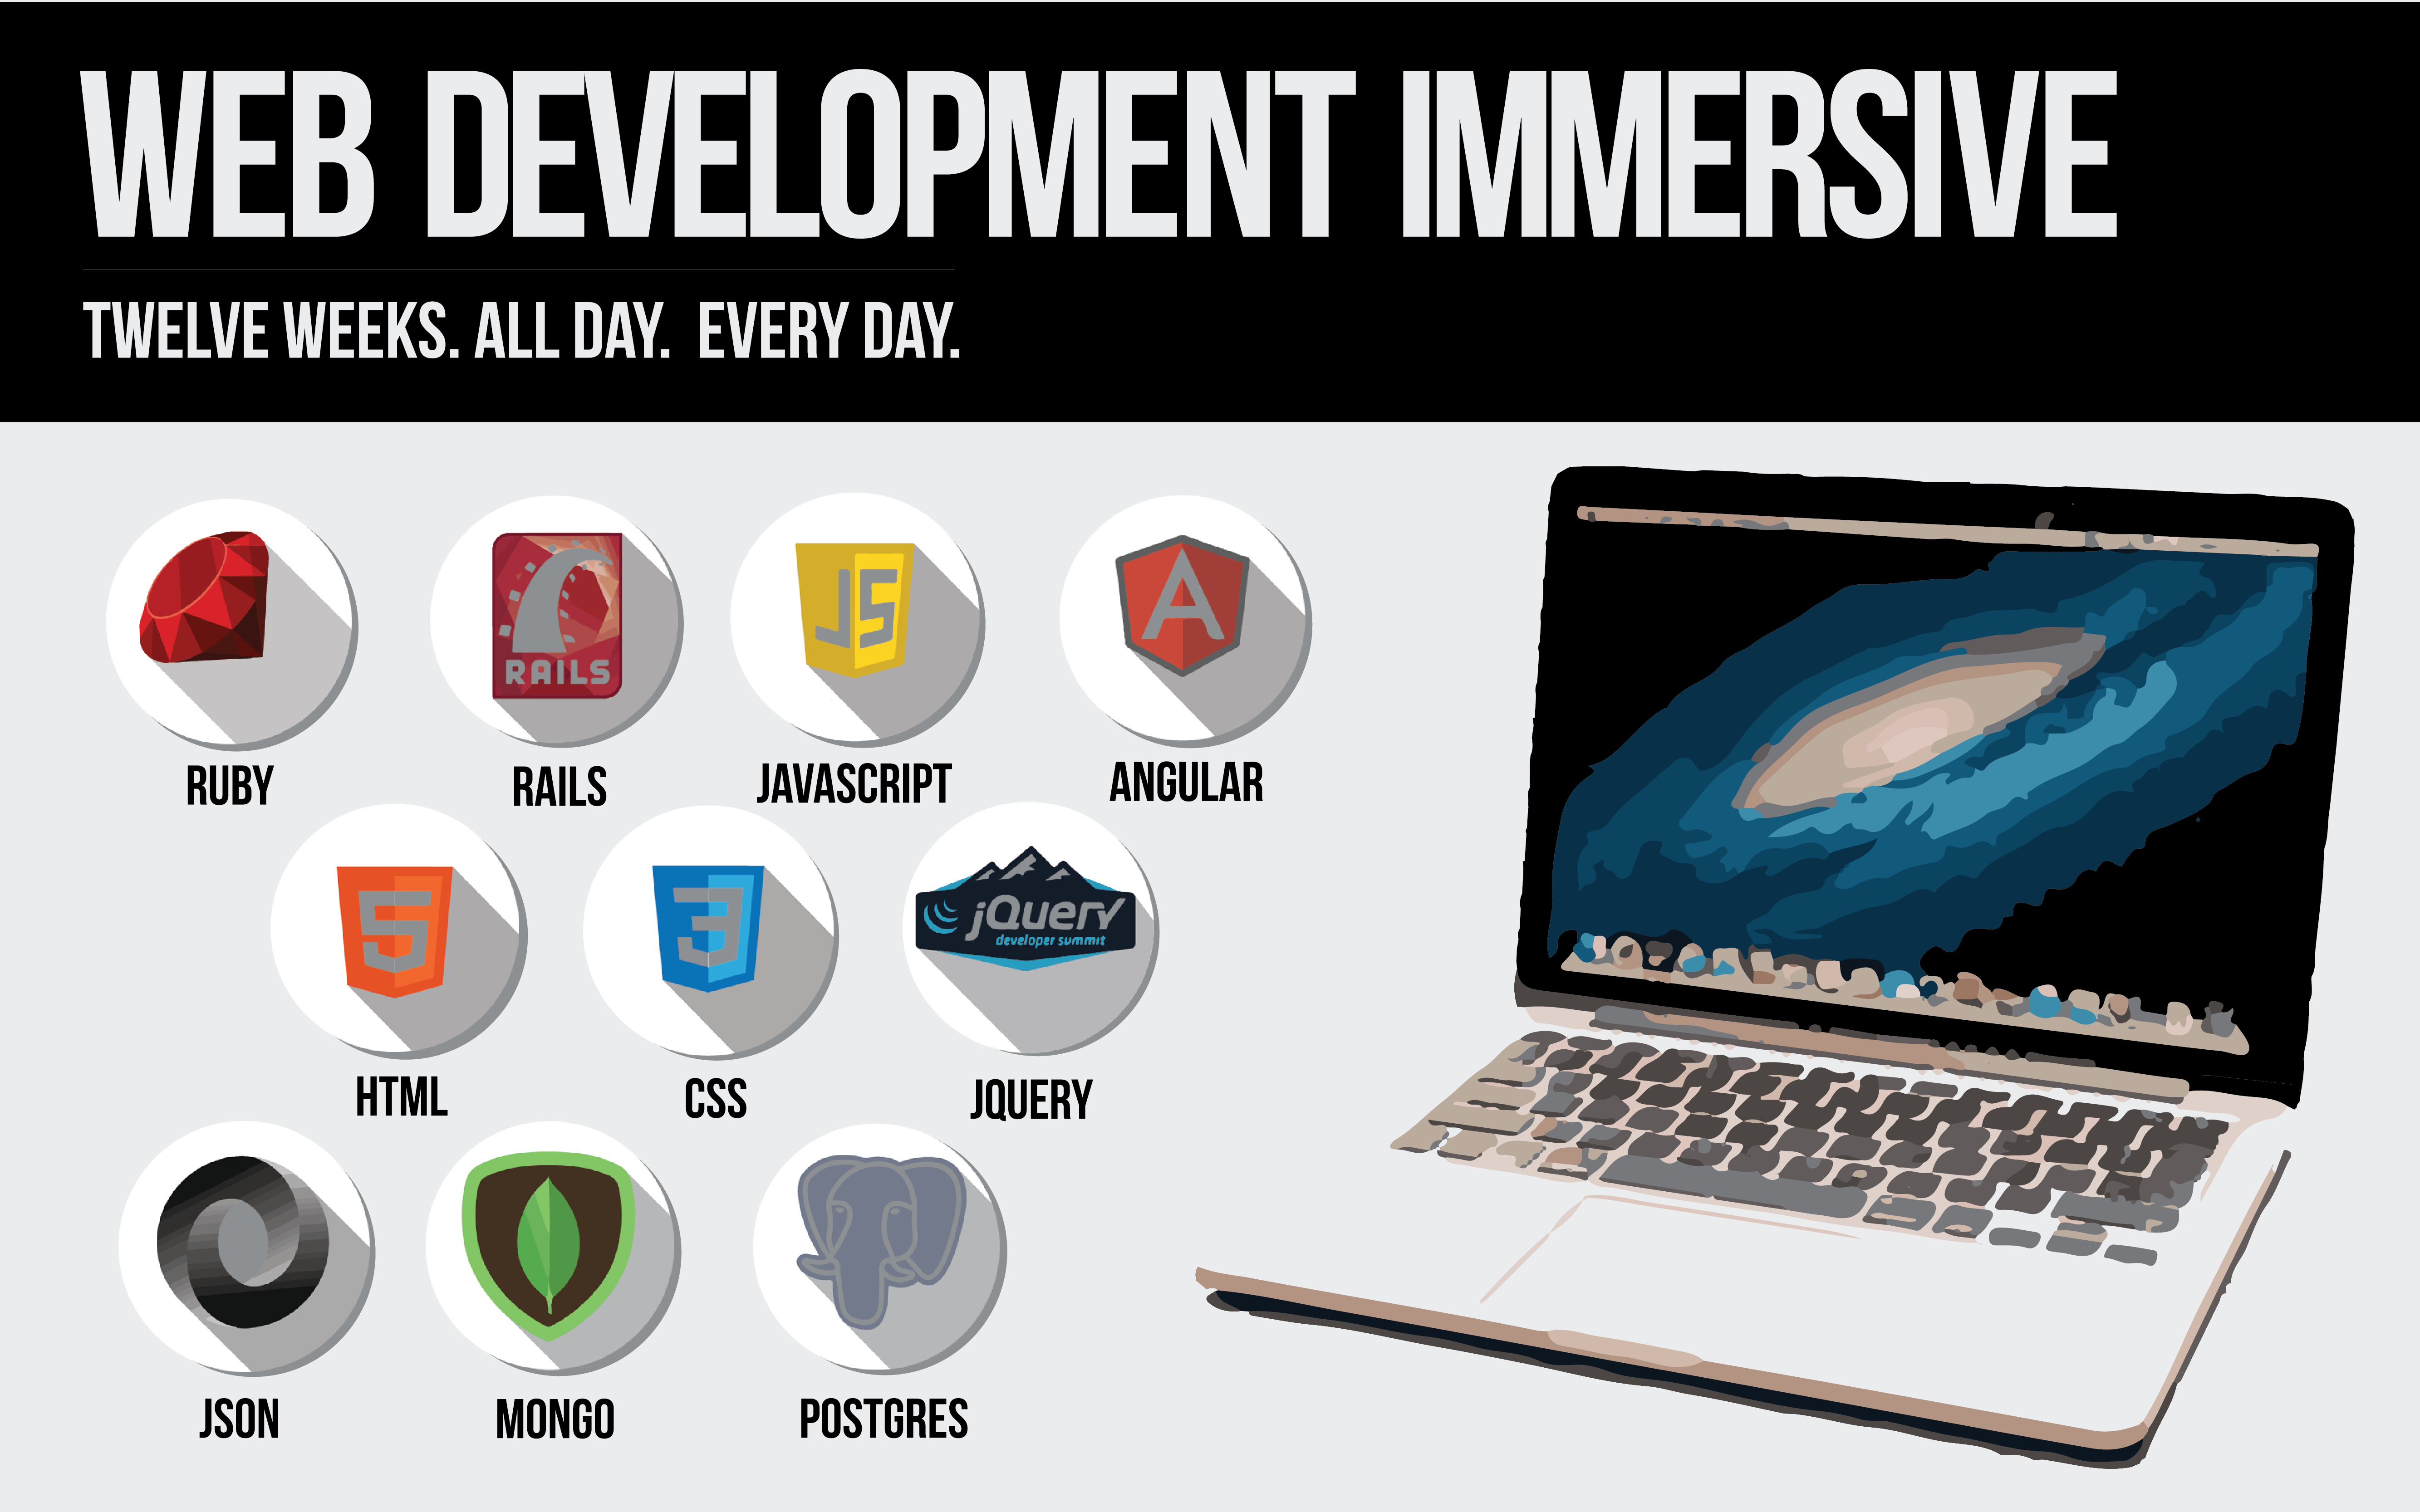 WEB DEVELOPMENT IMMERSIVE
TWELVE WEEKS. ALL DAY. EVERY DAY.
RAILS
JS
A
RUBY
RAILS
JAVASCRIPT
ANGULAR
5
3
jQuery
developer summit
HTML
CSS
JQUERY
JSON
MONGO
POSTGRES